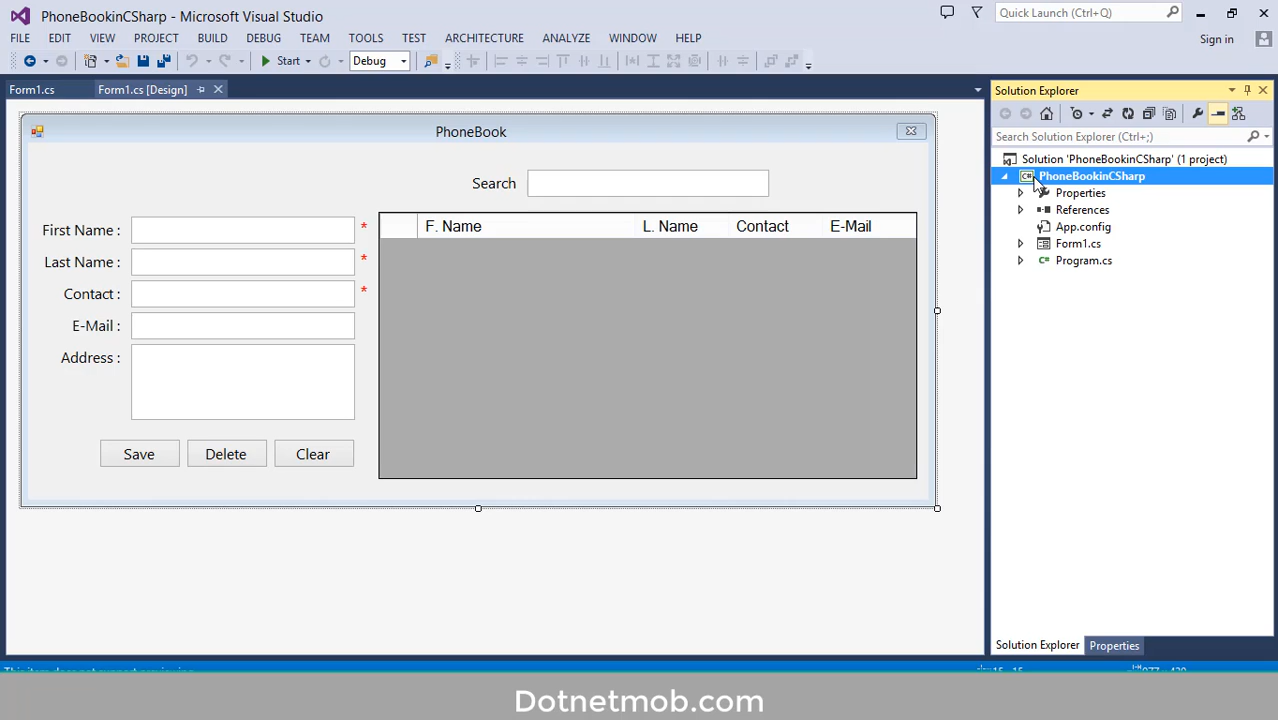 PhoneBookinCSharp - Microsoft Visual Studio
Quick Launch (Ctrl+Q)
FILE EDIT VIEW PROJECT BUILD DEBUG TEAM TOOLS TEST ARCHITECTURE ANALYZE WINDOW HELP
Sign in
Start
Debug
Form1.cs
Form1.cs [Design]
PhoneBook
Search
First Name : *
Last Name : *
Contact : *
E-Mail :
Address :
Save Delete Clear
F. Name L. Name Contact E-Mail
Solution Explorer
Search Solution Explorer (Ctrl+;)
Solution 'PhoneBookinCSharp' (1 project)
C# PhoneBookinCSharp
Properties
References
App.config
Form1.cs
C# Program.cs
Solution Explorer Properties
Dotnetmob.com